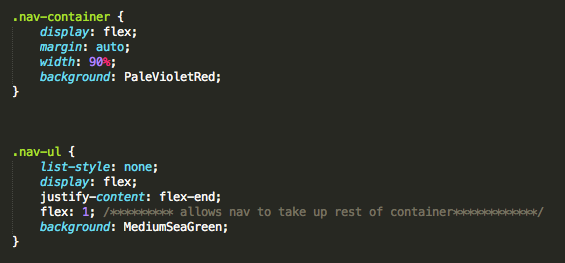 .nav-container {
display: flex;
margin: auto;
width: 90%;
background: PaleVioletRed;
}
.nav-ul {
list-style: none;
display: flex;
justify-content: flex-end;
flex: 1; /********* allows nav to take up rest of container************/
background: MediumSeaGreen;
}